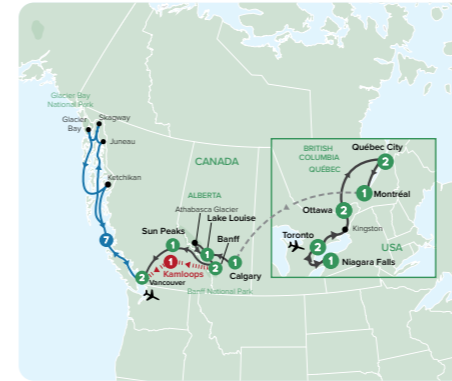 Glacier Bay
National Park
Glacier
Bay
Skagway
Juneau
Ketchikan
7
CANADA
ALBERTA
Athabasca Glacier
Lake Louise
Sun Peaks
Banff
1
1
1
1
2
2
Kamloops
Vancouver
Calgary
Banff National Park
BRITISH
COLUMBIA
QUÉBEC
Québec City
2
1
Montréal
Ottawa
2
Kingston
Toronto
2
USA
1
Niagara Falls